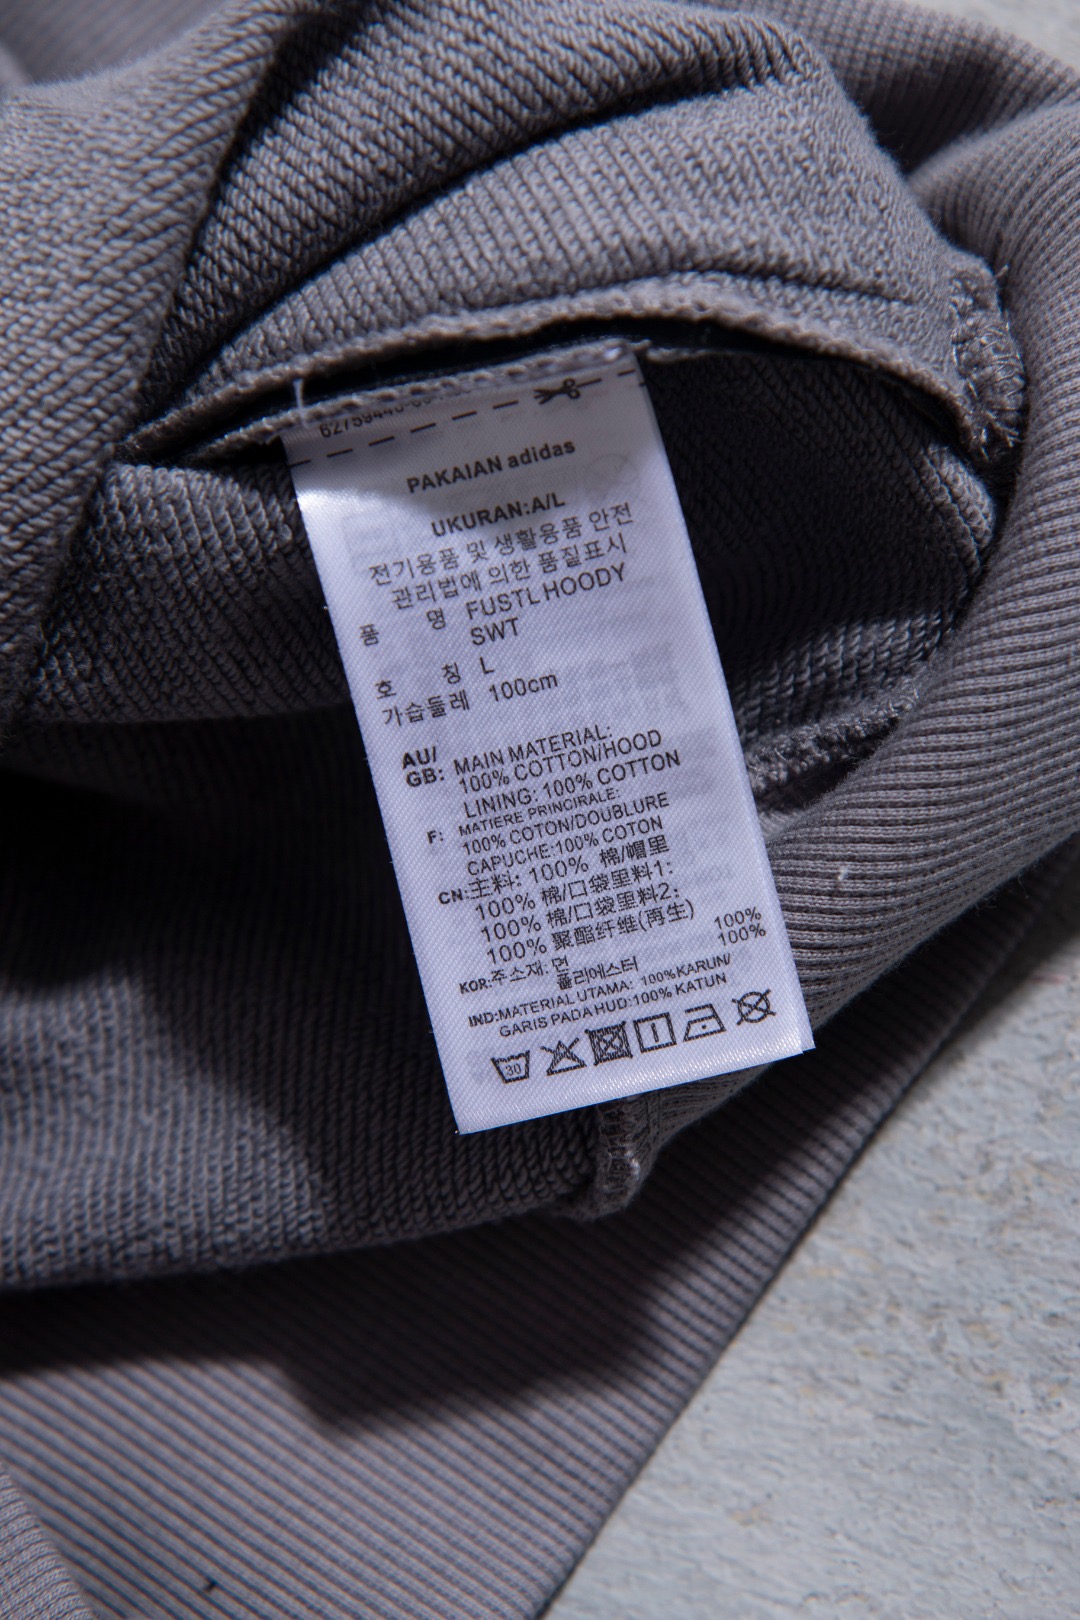 PAKAIAN adidas
UKURAN:A/L
전기용품 및 생활용품 안전
관리법에 의한 품질표시
품 명 FUSTL HOODY
SWT
호 칭 L
가슴둘레 100cm
AU/GB: MAIN MATERIAL:
100% COTTON/HOOD
LINING: 100% COTTON
F: MATIERE PRINCIRALE:
100% COTON/DOUBLURE
CAPUCHE:100% COTON
CN:主料: 100% 棉/帽里
100% 棉/口袋里料1:
100% 棉/口袋里料2:
100% 聚酯纤维(再生)
KOR:주소재: 면 100%
폴리에스터 100%
IND:MATERIAL UTAMA: 100%KARUN/
GARIS PADA HUD:100% KATUN
30